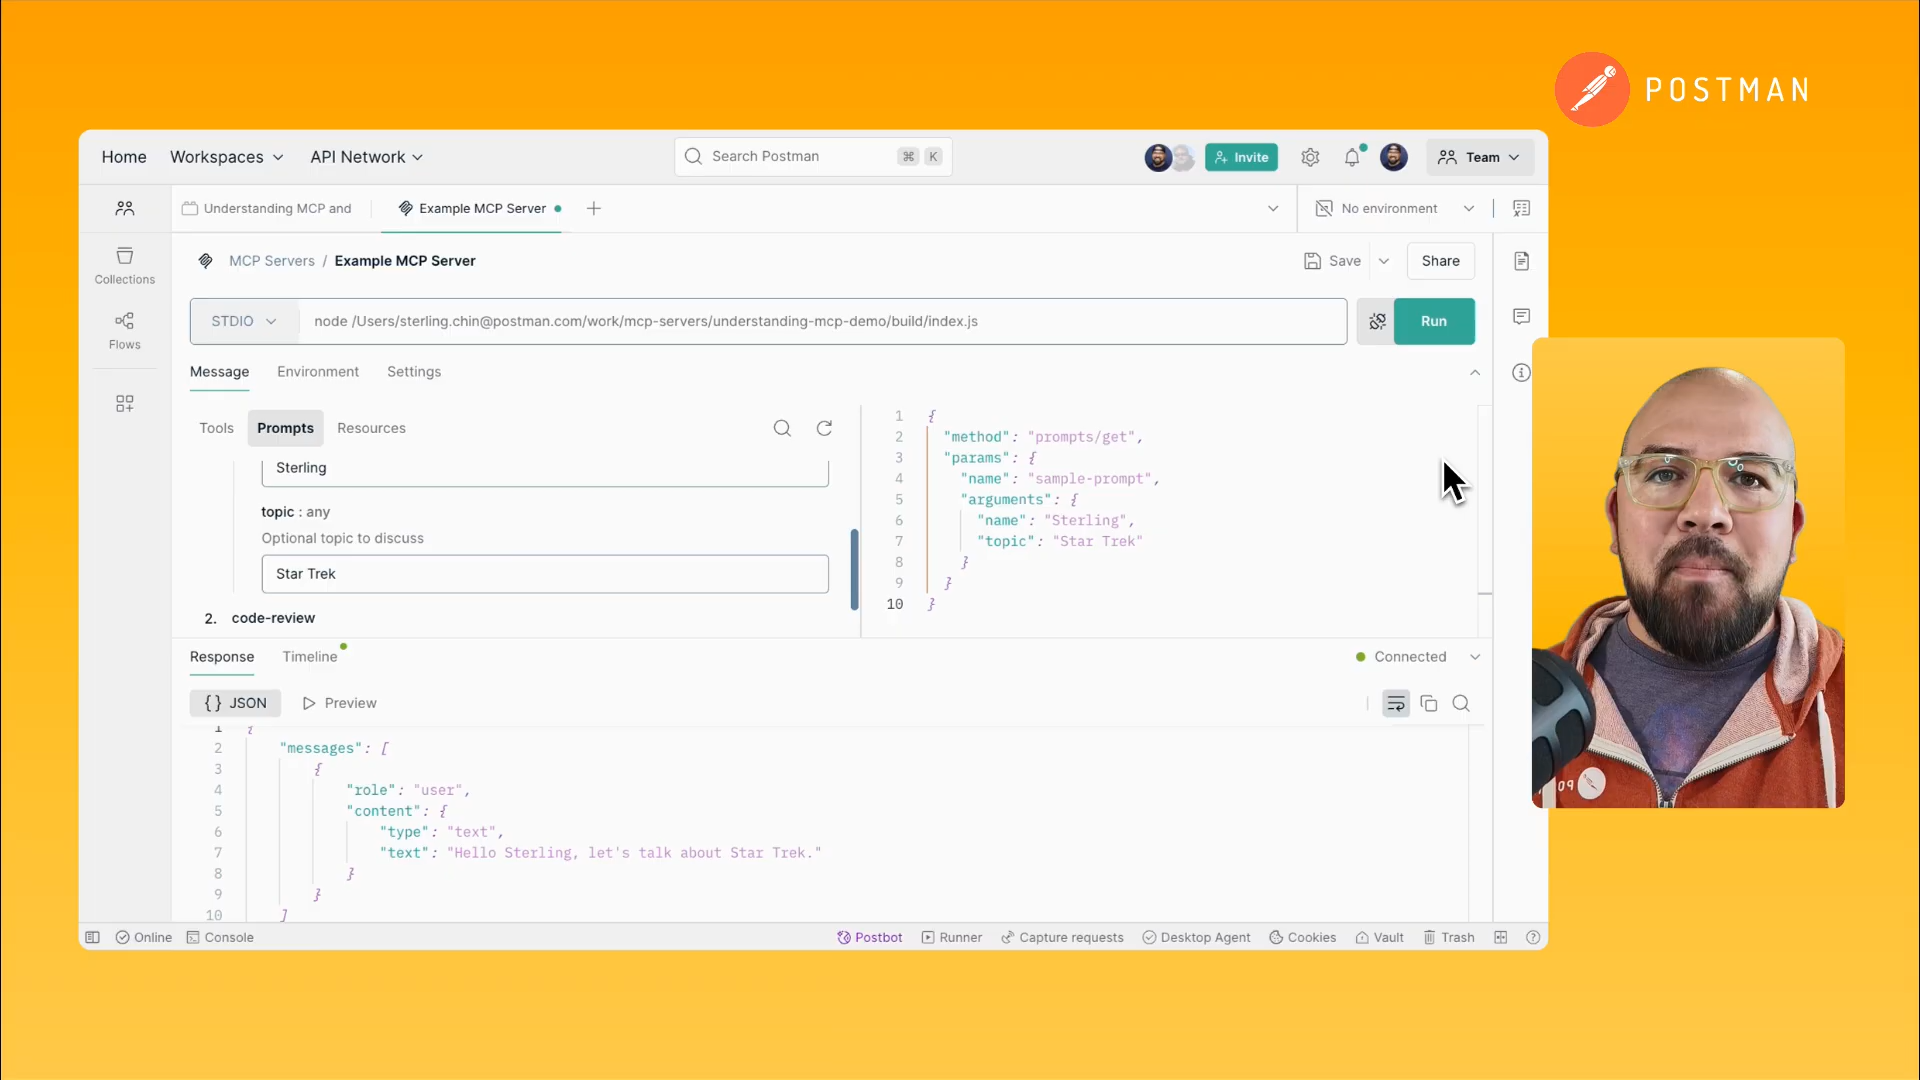 POSTMAN
Home Workspaces API Network Search Postman ⌘ K Invite Team
Understanding MCP and Example MCP Server No environment
MCP Servers / Example MCP Server Save Share
Collections
Flows
STDIO node /Users/sterling.chin@postman.com/work/mcp-servers/understanding-mcp-demo/build/index.js Run
Message Environment Settings
Tools Prompts Resources
Sterling
topic : any
Optional topic to discuss
Star Trek
2. code-review
1 {
2 "method": "prompts/get",
3 "params": {
4 "name": "sample-prompt",
5 "arguments": {
6 "name": "Sterling",
7 "topic": "Star Trek"
8 }
9 }
10 }
Response Timeline Connected
{} JSON Preview
1 {
2 "messages": [
3 {
4 "role": "user",
5 "content": {
6 "type": "text",
7 "text": "Hello Sterling, let's talk about Star Trek."
8 }
9 }
10 ]
Online Console Postbot Runner Capture requests Desktop Agent Cookies Vault Trash